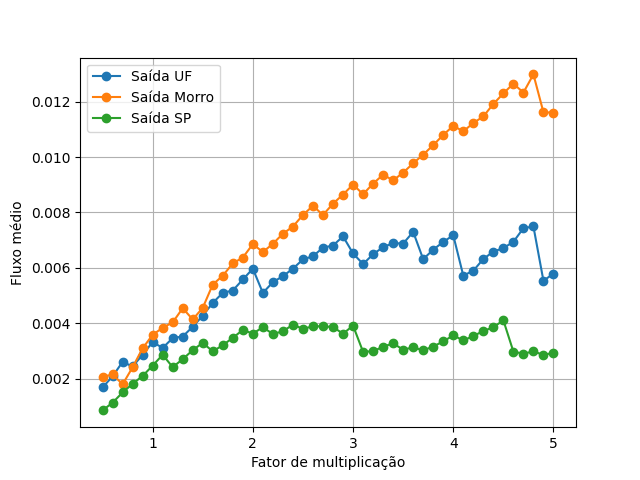 Saída UF
Saída Morro
Saída SP
0.012
0.010
0.008
0.006
0.004
0.002
Fluxo médio
1 2 3 4 5
Fator de multiplicação